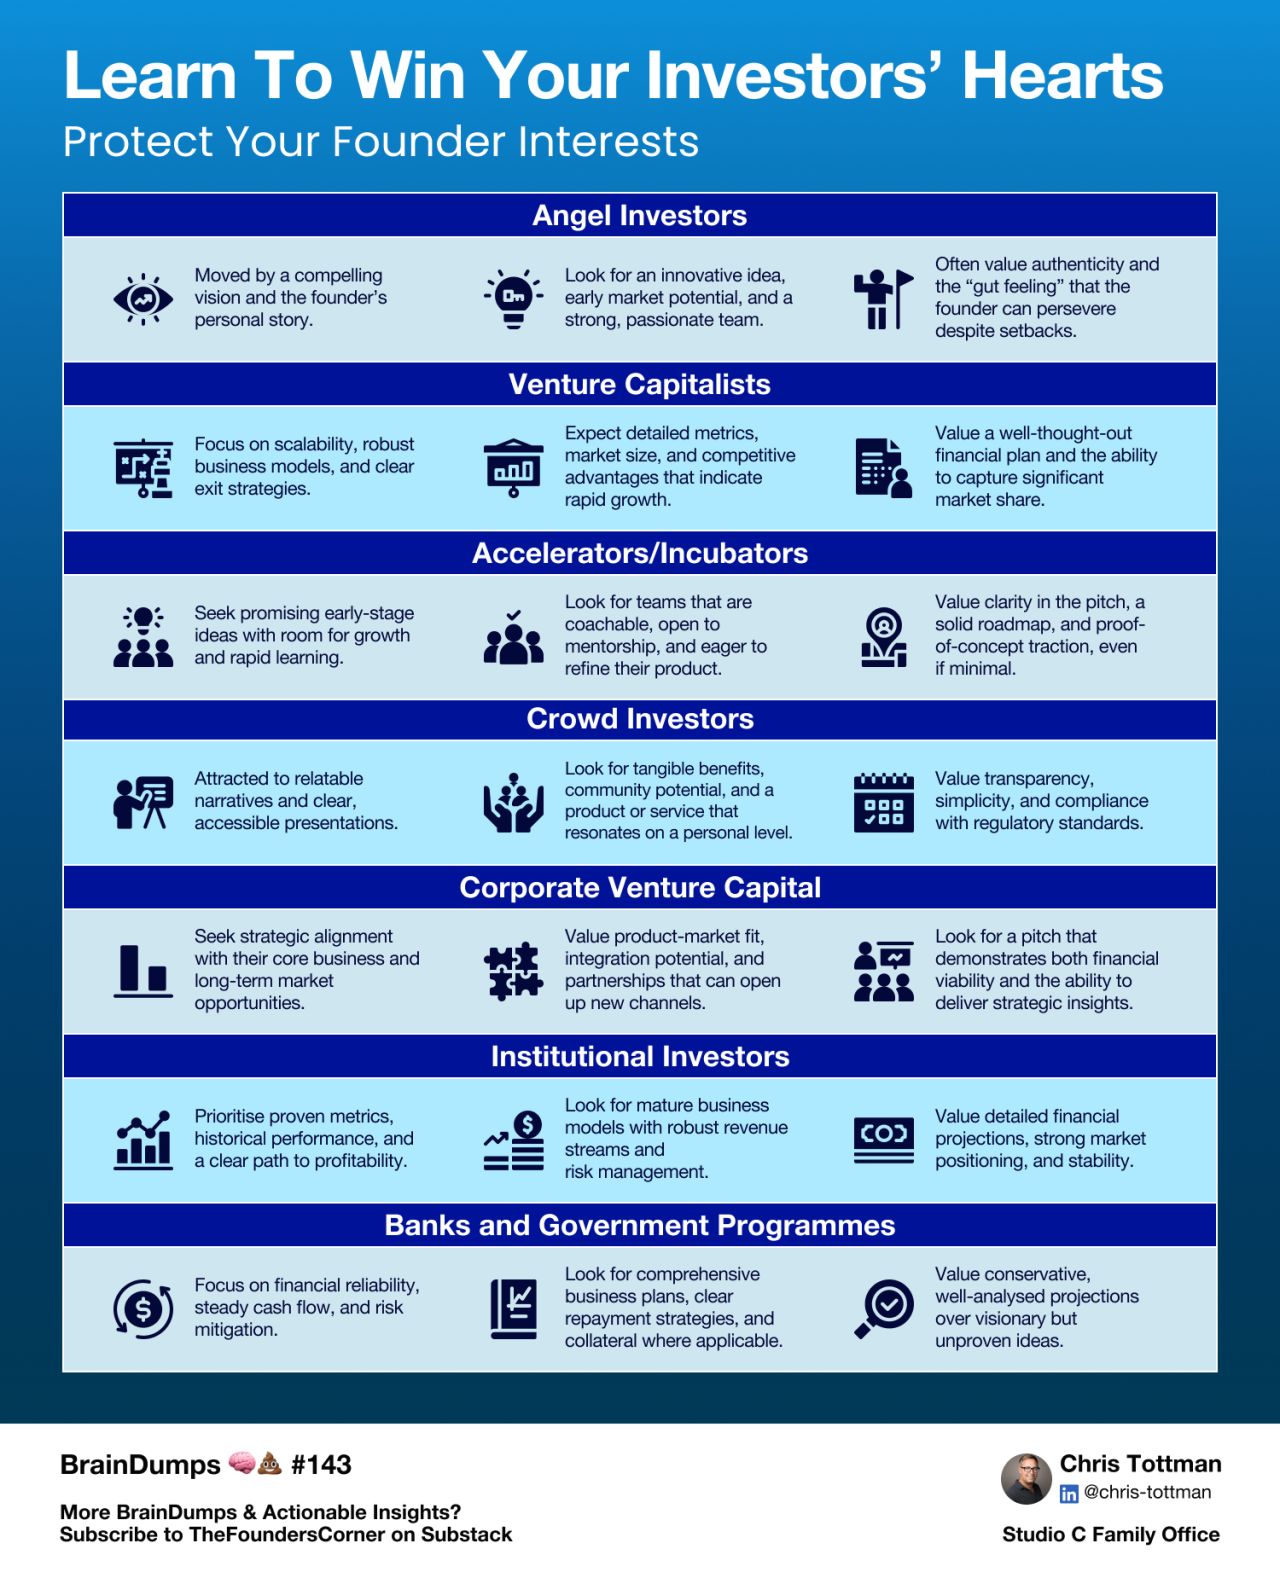 Learn To Win Your Investors’ Hearts
Protect Your Founder Interests
Angel Investors
Moved by a compelling
vision and the founder’s
personal story.
Look for an innovative idea,
early market potential, and a
strong, passionate team.
Often value authenticity and
the “gut feeling” that the
founder can persevere
despite setbacks.
Venture Capitalists
Focus on scalability, robust
business models, and clear
exit strategies.
Expect detailed metrics,
market size, and competitive
advantages that indicate
rapid growth.
Value a well-thought-out
financial plan and the ability
to capture significant
market share.
Accelerators/Incubators
Seek promising early-stage
ideas with room for growth
and rapid learning.
Look for teams that are
coachable, open to
mentorship, and eager to
refine their product.
Value clarity in the pitch, a
solid roadmap, and proof-
of-concept traction, even
if minimal.
Crowd Investors
Attracted to relatable
narratives and clear,
accessible presentations.
Look for tangible benefits,
community potential, and a
product or service that
resonates on a personal level.
Value transparency,
simplicity, and compliance
with regulatory standards.
Corporate Venture Capital
Seek strategic alignment
with their core business and
long-term market
opportunities.
Value product-market fit,
integration potential, and
partnerships that can open
up new channels.
Look for a pitch that
demonstrates both financial
viability and the ability to
deliver strategic insights.
Institutional Investors
Prioritise proven metrics,
historical performance, and
a clear path to profitability.
Look for mature business
models with robust revenue
streams and
risk management.
Value detailed financial
projections, strong market
positioning, and stability.
Banks and Government Programmes
Focus on financial reliability,
steady cash flow, and risk
mitigation.
Look for comprehensive
business plans, clear
repayment strategies, and
collateral where applicable.
Value conservative,
well-analysed projections
over visionary but
unproven ideas.
BrainDumps 🧠💩 #143
More BrainDumps & Actionable Insights?
Subscribe to TheFoundersCorner on Substack
Chris Tottman
in @chris-tottman
Studio C Family Office